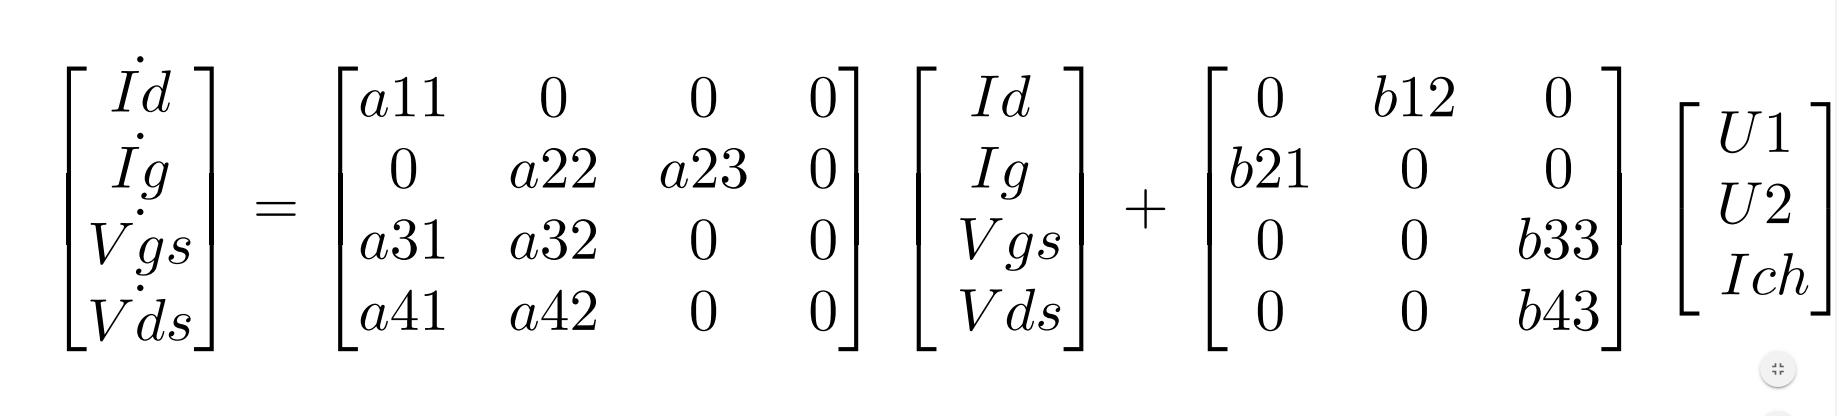 İd a11 0 0 0 Id 0 b12 0
İg 0 a22 a23 0 Ig b21 0 0 U1
V̇gs = a31 a32 0 0 Vgs + 0 0 b33 U2
V̇ds a41 a42 0 0 Vds 0 0 b43 Ich